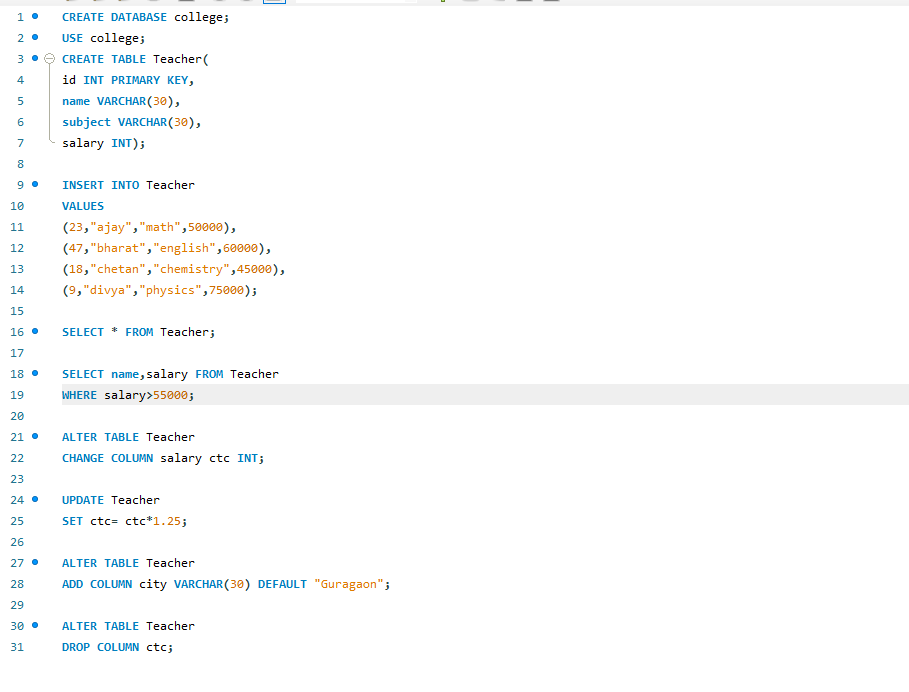 1 CREATE DATABASE college;
2 USE college;
3 CREATE TABLE Teacher(
4 id INT PRIMARY KEY,
5 name VARCHAR(30),
6 subject VARCHAR(30),
7 salary INT);
8
9 INSERT INTO Teacher
10 VALUES
11 (23,"ajay","math",50000),
12 (47,"bharat","english",60000),
13 (18,"chetan","chemistry",45000),
14 (9,"divya","physics",75000);
15
16 SELECT * FROM Teacher;
17
18 SELECT name,salary FROM Teacher
19 WHERE salary>55000;
20
21 ALTER TABLE Teacher
22 CHANGE COLUMN salary ctc INT;
23
24 UPDATE Teacher
25 SET ctc= ctc*1.25;
26
27 ALTER TABLE Teacher
28 ADD COLUMN city VARCHAR(30) DEFAULT "Guragaon";
29
30 ALTER TABLE Teacher
31 DROP COLUMN ctc;